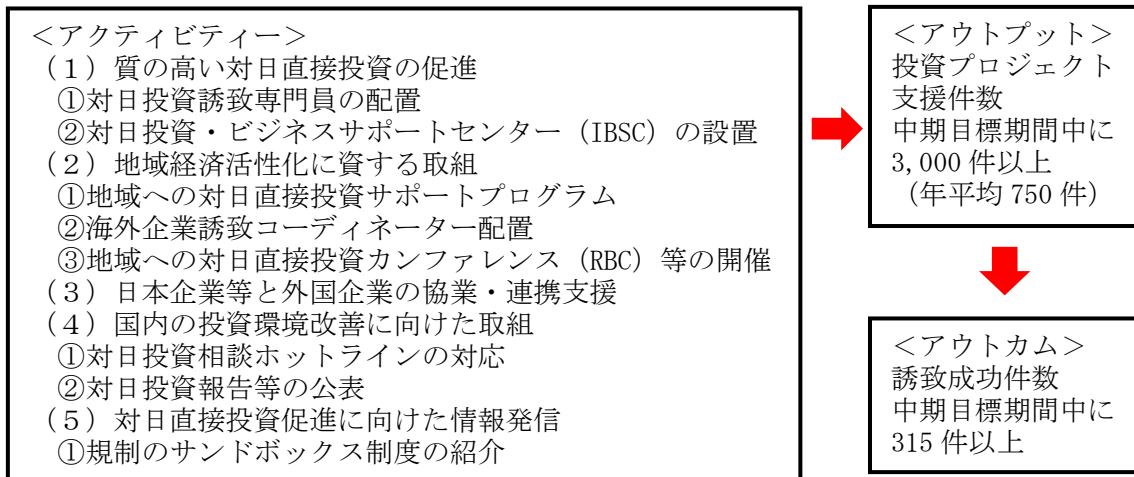 ＜アクティビティー＞
（１）質の高い対日直接投資の促進
①対日投資誘致専門員の配置
②対日投資・ビジネスサポートセンター（IBSC）の設置
（２）地域経済活性化に資する取組
①地域への対日直接投資サポートプログラム
②海外企業誘致コーディネーター配置
③地域への対日直接投資カンファレンス（RBC）等の開催
（３）日本企業等と外国企業の協業・連携支援
（４）国内の投資環境改善に向けた取組
①対日投資相談ホットラインの対応
②対日投資報告等の公表
（５）対日直接投資促進に向けた情報発信
①規制のサンドボックス制度の紹介
＜アウトプット＞
投資プロジェクト
支援件数
中期目標期間中に
3,000 件以上
（年平均 750 件）
＜アウトカム＞
誘致成功件数
中期目標期間中に
315 件以上